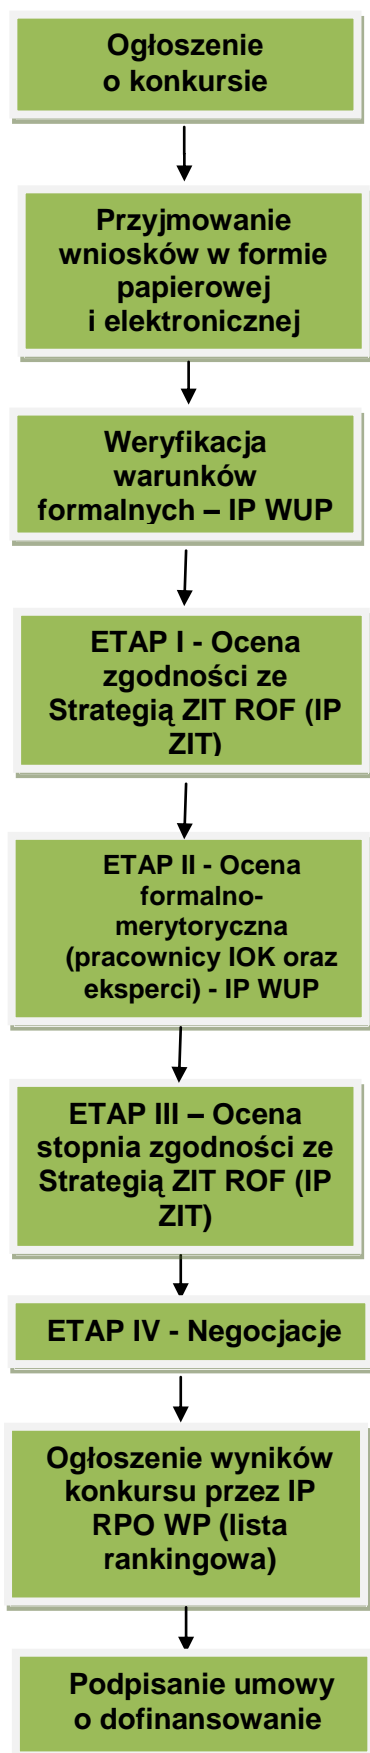 Ogłoszenie
o konkursie
Przyjmowanie
wniosków w formie
papierowej
i elektronicznej
Weryfikacja
warunków
formalnych – IP WUP
ETAP I - Ocena
zgodności ze
Strategią ZIT ROF (IP
ZIT)
ETAP II - Ocena
formalno-
merytoryczna
(pracownicy IOK oraz
eksperci) - IP WUP
ETAP III – Ocena
stopnia zgodności ze
Strategią ZIT ROF (IP
ZIT)
ETAP IV - Negocjacje
Ogłoszenie wyników
konkursu przez IP
RPO WP (lista
rankingowa)
Podpisanie umowy
o dofinansowanie